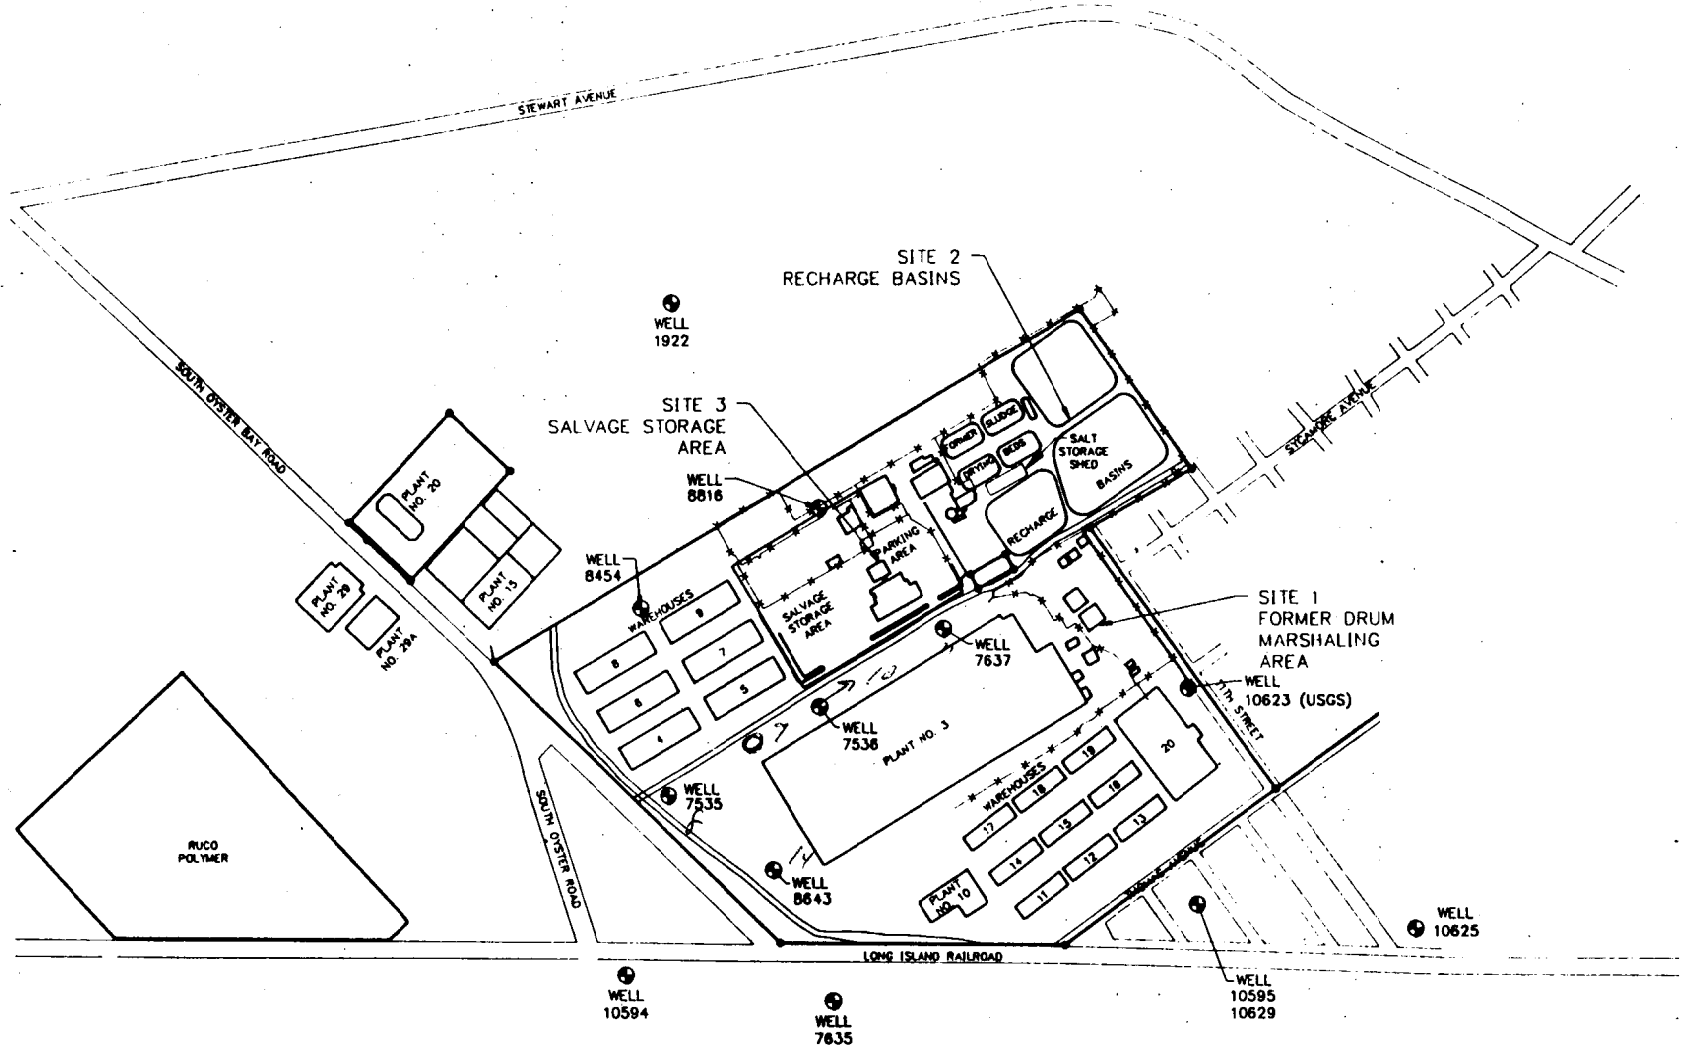 STEWART AVENUE
SITE 2
RECHARGE BASINS
WELL
1922
SOUTH OYSTER BAY ROAD
SYCAMORE AVENUE
SITE 3
SALVAGE STORAGE
AREA
FORMER
SLUDGE
DRYING
BEDS
SALT
STORAGE
SHED
BASINS
RECHARGE
WELL
8816
PLANT
NO. 20
PARKING
AREA
WELL
8454
PLANT
NO. 15
PLANT
NO. 29
PLANT
NO. 29A
WAREHOUSES
9
8
7
6
5
4
SALVAGE
STORAGE
AREA
WELL
7637
SITE 1
FORMER DRUM
MARSHALING
AREA
WELL
10623 (USGS)
11TH STREET
WELL
7536
PLANT NO. 3
WELL
7535
WAREHOUSES
20
19
18
17
16
15
14
13
12
11
SOUTH OYSTER ROAD
RUCO
POLYMER
WELL
8643
PLANT
NO. 10
THOMAS AVENUE
WELL
10625
LONG ISLAND RAILROAD
WELL
10594
WELL
7635
WELL
10595
10629